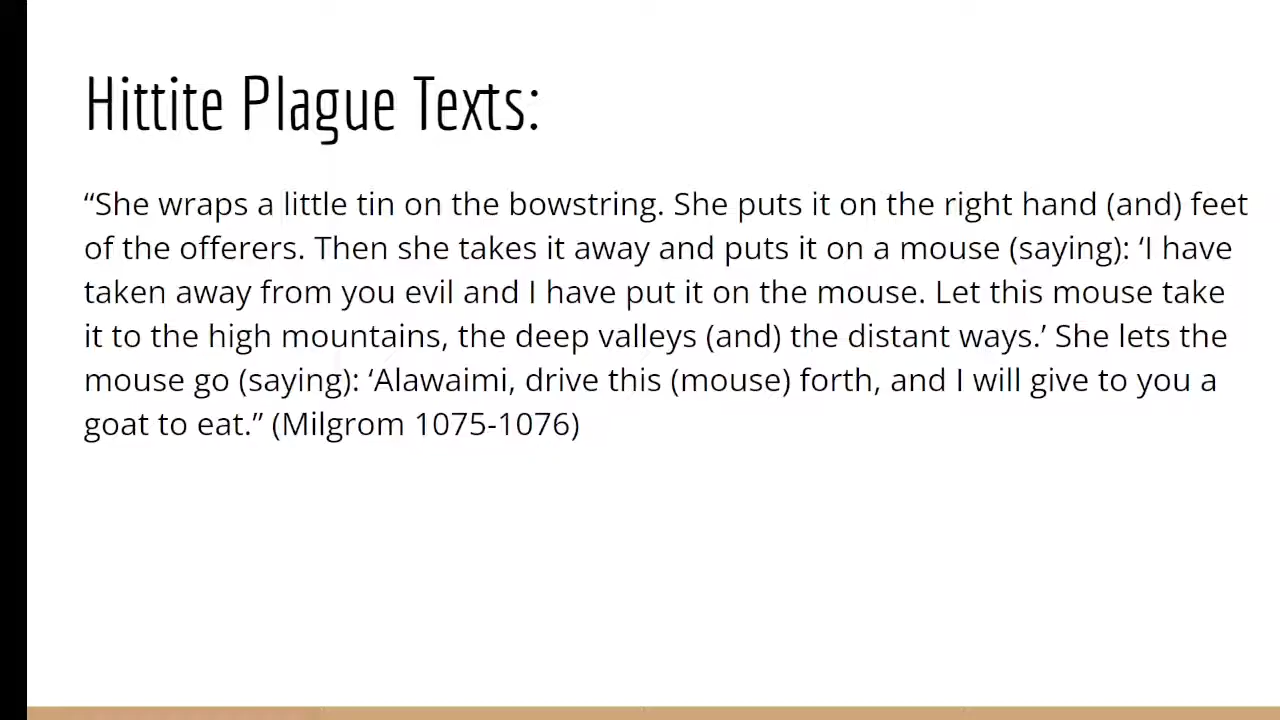 Hittite Plague Texts:
“She wraps a little tin on the bowstring. She puts it on the right hand (and) feet
of the offerers. Then she takes it away and puts it on a mouse (saying): ‘I have
taken away from you evil and I have put it on the mouse. Let this mouse take
it to the high mountains, the deep valleys (and) the distant ways.’ She lets the
mouse go (saying): ‘Alawaimi, drive this (mouse) forth, and I will give to you a
goat to eat.” (Milgrom 1075-1076)